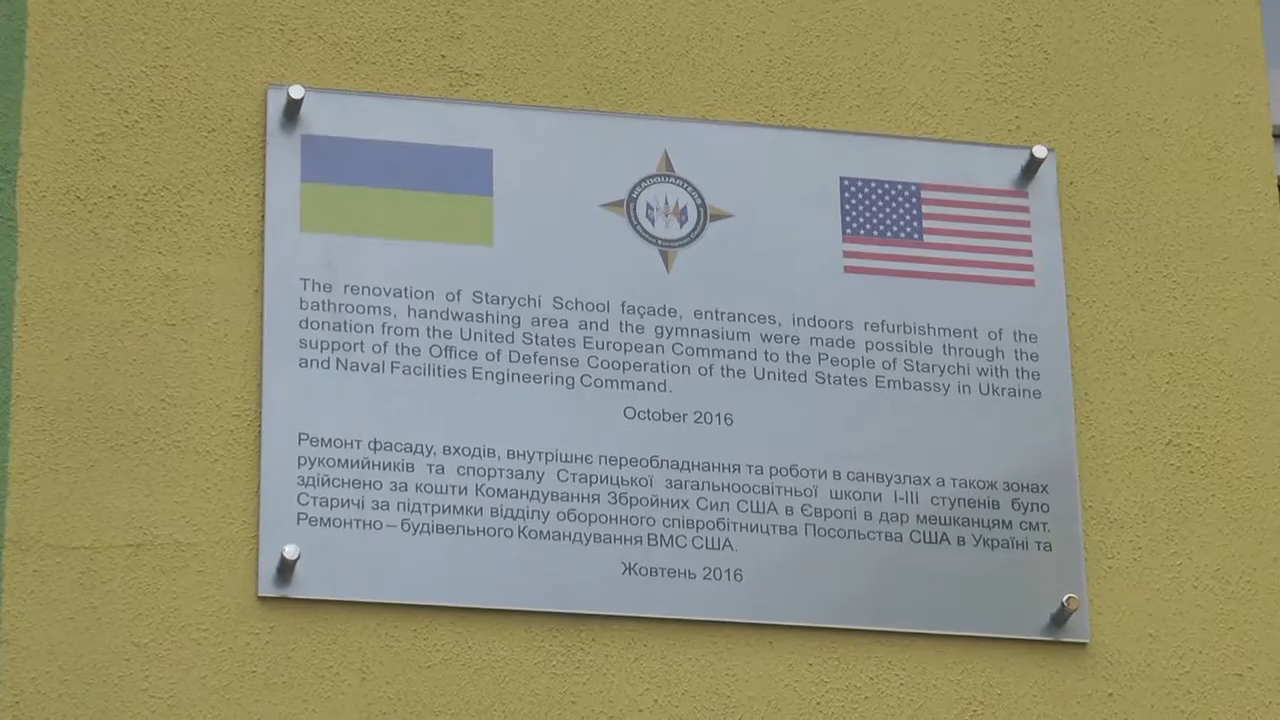 HEADQUARTERS
The renovation of Starychi School façade, entrances, indoors refurbishment of the
bathrooms, handwashing area and the gymnasium were made possible through the
donation from the United States European Command to the People of Starychi with the
support of the Office of Defense Cooperation of the United States Embassy in Ukraine
and Naval Facilities Engineering Command.
October 2016
Ремонт фасаду, входів, внутрішнє переобладнання та роботи в санвузлах а також зонах
рукомийників та спортзалу Старицької загальноосвітньої школи І-ІІІ ступенів було
здійснено за кошти Командування Збройних Сил США в Європі в дар мешканцям смт.
Старичі за підтримки відділу оборонного співробітництва Посольства США в Україні та
Ремонтно – будівельного Командування ВМС США.
Жовтень 2016